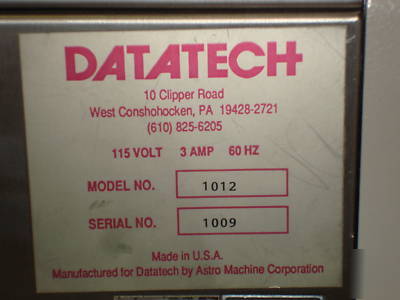 DATATECH
10 Clipper Road
West Conshohocken, PA 19428-2721
(610) 825-6205
115 VOLT 3 AMP 60 HZ
MODEL NO. 1012
SERIAL NO. 1009
Made in U.S.A.
Manufactured for Datatech by Astro Machine Corporation